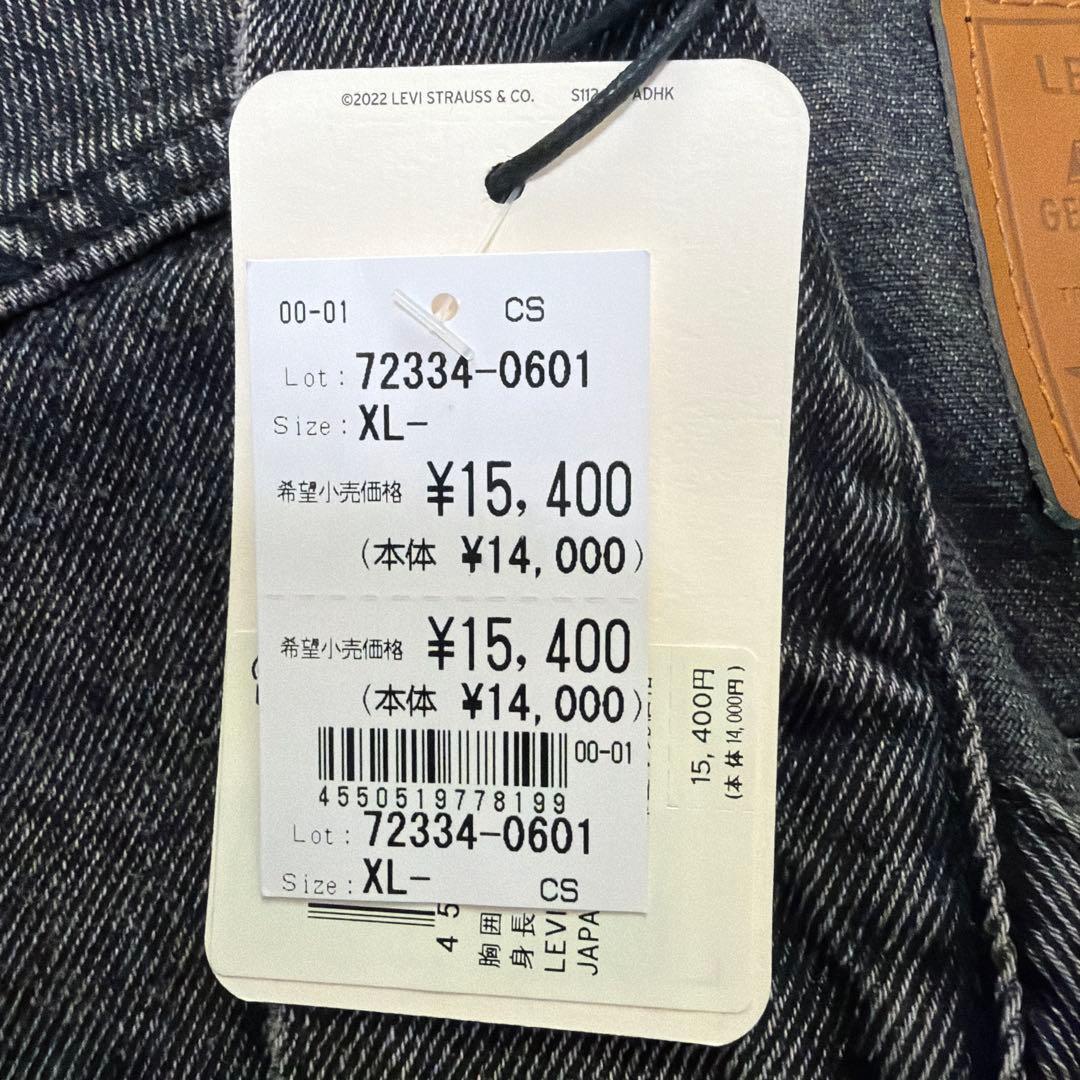 ©2022 LEVI STRAUSS & CO.
ADHK
00-01
CS
Lot: 72334-0601
Size: XL-
希望小売価格 ¥15,400
(本体 ¥14,000)
希望小売価格 ¥15,400
(本体 ¥14,000)
00-01
4550519778199
Lot: 72334-0601
Size: XL-
CS
15,400円
(本体14,000円)
45
胸囲
身長
LEVI
JAPA